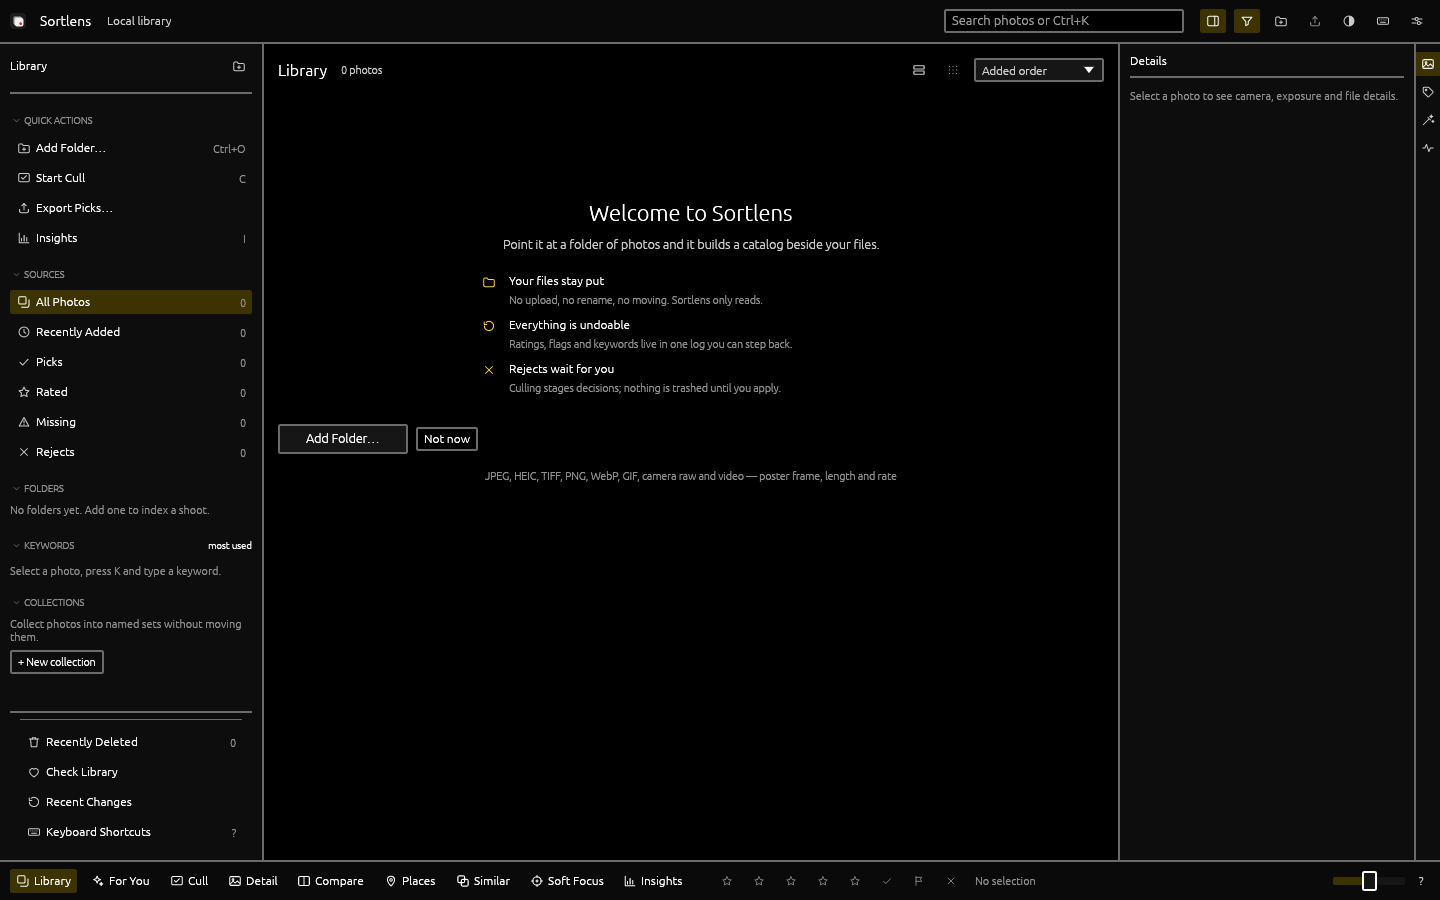 Sortlens Local library
Search photos or Ctrl+K
Library
QUICK ACTIONS
Add Folder… Ctrl+O
Start Cull C
Export Picks…
Insights I
SOURCES
All Photos 0
Recently Added 0
Picks 0
Rated 0
Missing 0
Rejects 0
FOLDERS
No folders yet. Add one to index a shoot.
KEYWORDS most used
Select a photo, press K and type a keyword.
COLLECTIONS
Collect photos into named sets without moving
them.
+ New collection
Recently Deleted 0
Check Library
Recent Changes
Keyboard Shortcuts ?
Library 0 photos
Added order
Welcome to Sortlens
Point it at a folder of photos and it builds a catalog beside your files.
Your files stay put
No upload, no rename, no moving. Sortlens only reads.
Everything is undoable
Ratings, flags and keywords live in one log you can step back.
Rejects wait for you
Culling stages decisions; nothing is trashed until you apply.
Add Folder… Not now
JPEG, HEIC, TIFF, PNG, WebP, GIF, camera raw and video — poster frame, length and rate
Details
Select a photo to see camera, exposure and file details.
Library For You Cull Detail Compare Places Similar Soft Focus Insights No selection ?